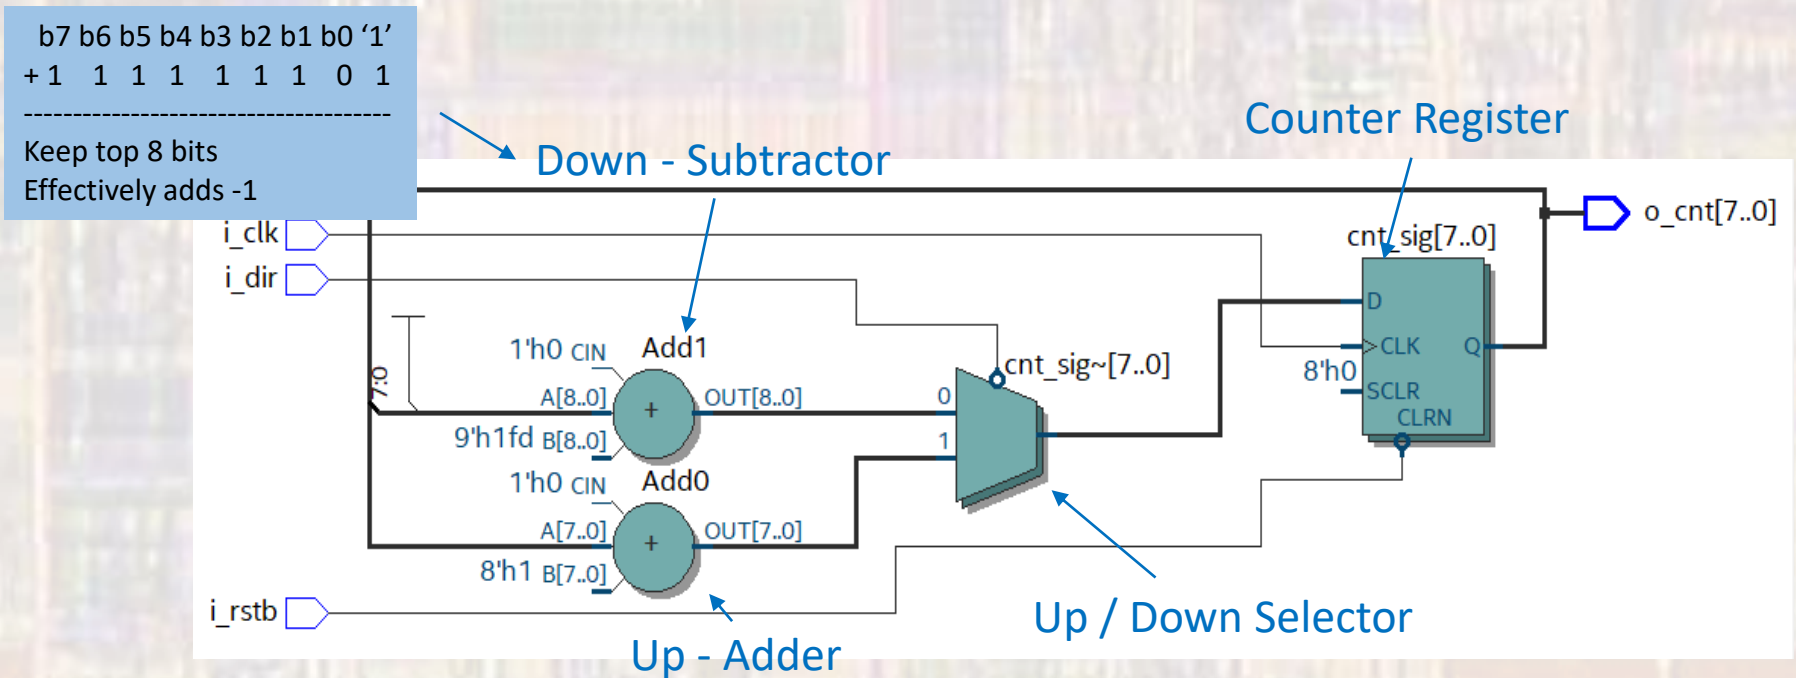 b7 b6 b5 b4 b3 b2 b1 b0 ‘1’
+ 1 1 1 1 1 1 1 0 1
-------------------------------------
Keep top 8 bits
Effectively adds -1
Down - Subtractor
Counter Register
i_clk
i_dir
o_cnt[7..0]
cnt_sig[7..0]
7:0
1'h0 CIN
Add1
A[8..0]
+
OUT[8..0]
9'h1fd B[8..0]
1'h0 CIN
Add0
A[7..0]
+
OUT[7..0]
8'h1 B[7..0]
cnt_sig~[7..0]
0
1
D
CLK
Q
8'h0
SCLR
CLRN
i_rstb
Up - Adder
Up / Down Selector